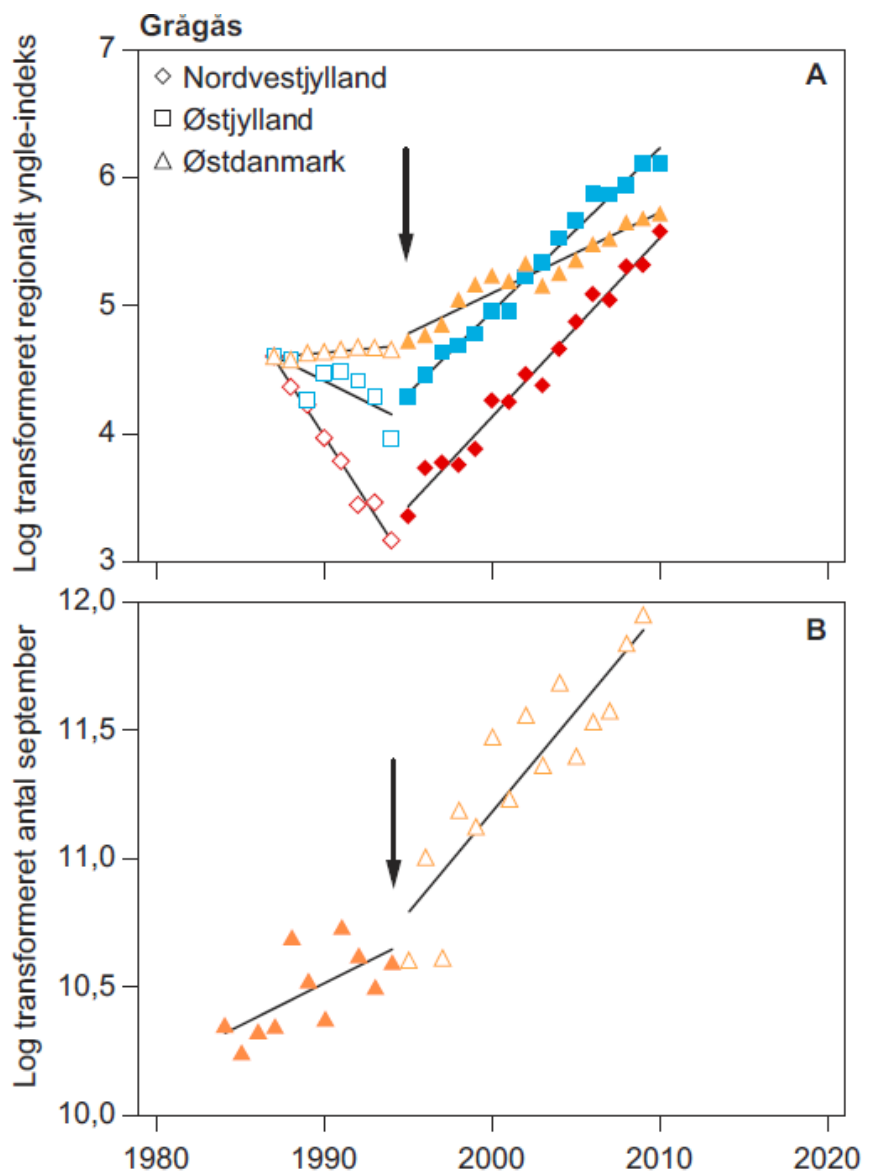 Grågås
A
Nordvestjylland
Østjylland
Østdanmark
Log transformeret regionalt yngle-indeks
7
6
5
4
3
B
Log transformeret antal september
12,0
11,5
11,0
10,5
10,0
1980 1990 2000 2010 2020